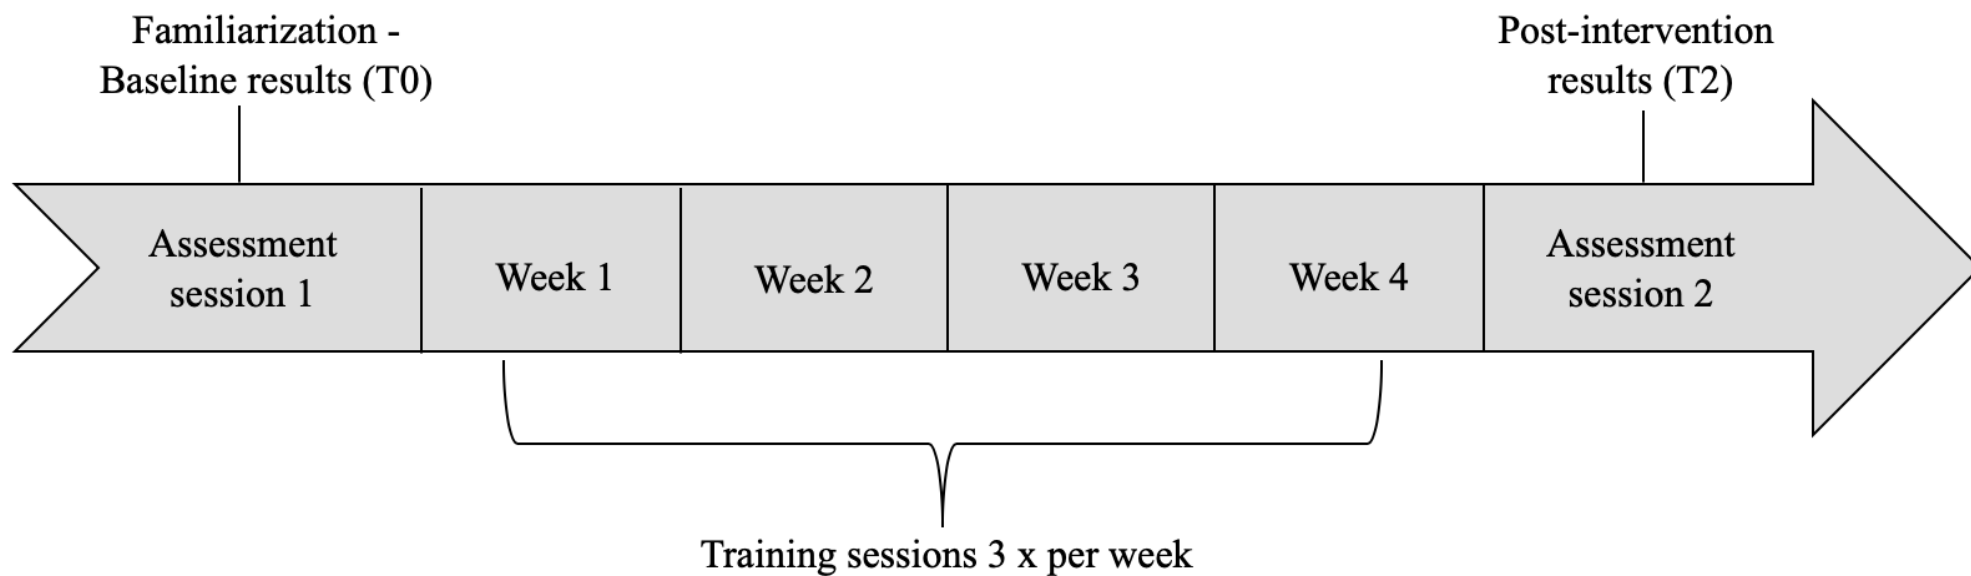 Familiarization -
Baseline results (T0)
Post-intervention
results (T2)
Assessment
session 1
Week 1
Week 2
Week 3
Week 4
Assessment
session 2
Training sessions 3 x per week